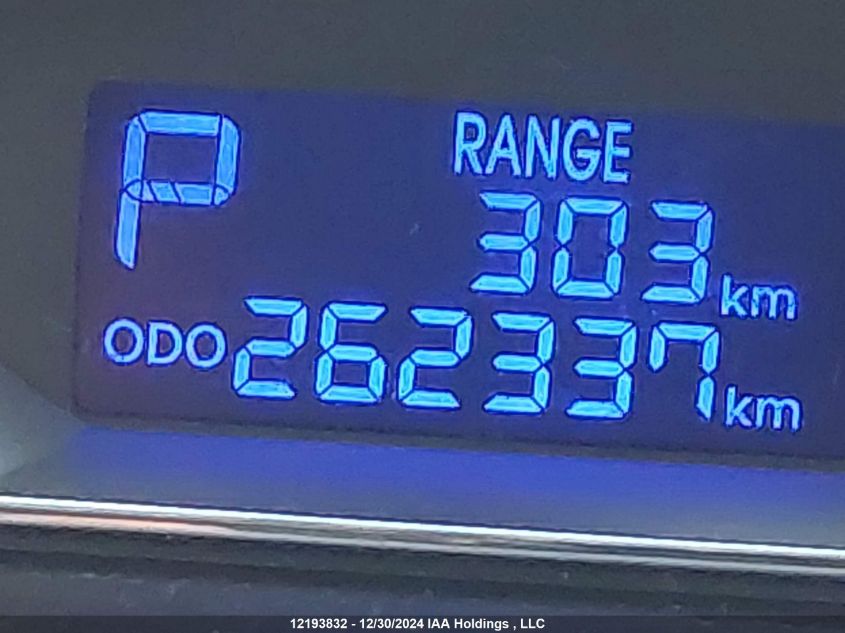 P
RANGE
303 km
ODO 262337 km
12193832 - 12/30/2024 IAA Holdings , LLC